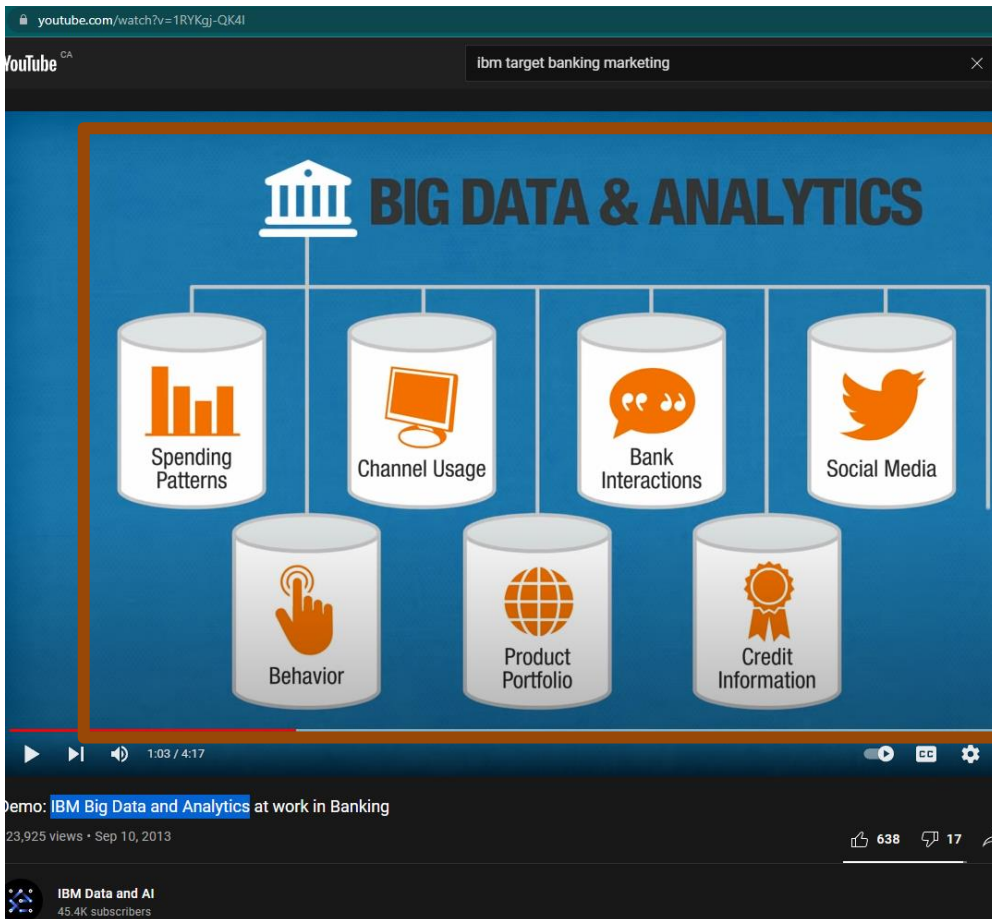 youtube.com/watch?v=1RYKgj-QK4I
YouTube CA
ibm target banking marketing
BIG DATA & ANALYTICS
Spending
Patterns
Channel Usage
Bank
Interactions
Social Media
Behavior
Product
Portfolio
Credit
Information
1:03 / 4:17
CC
Demo: IBM Big Data and Analytics at work in Banking
23,925 views • Sep 10, 2013
638
17
IBM Data and AI
45.4K subscribers